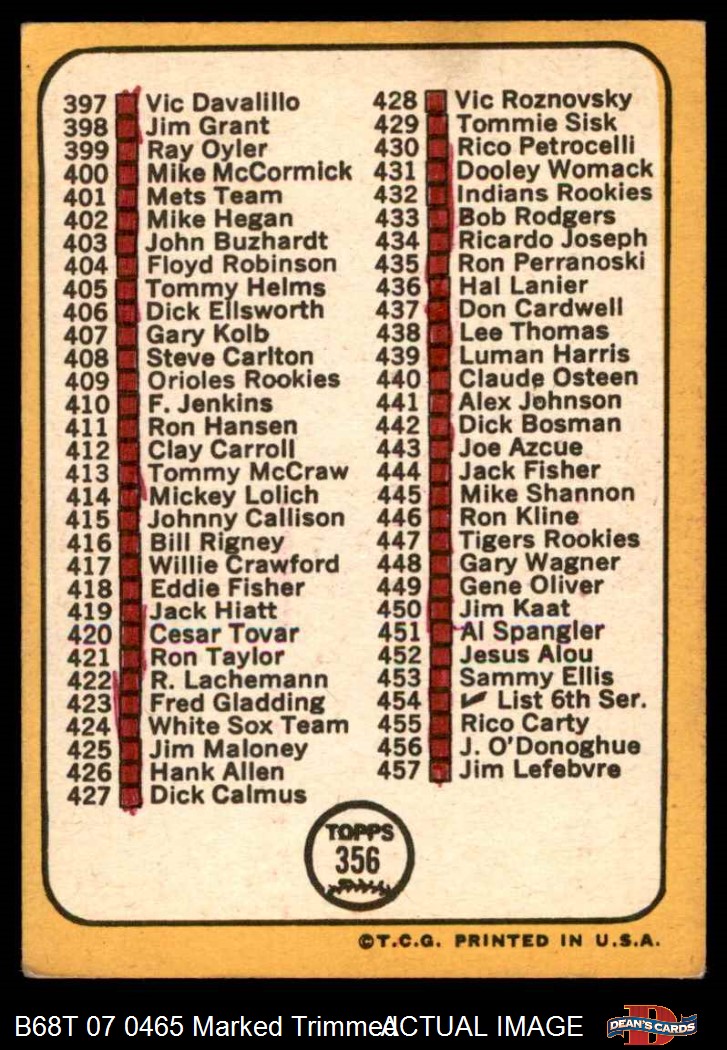 397 Vic Davalillo
398 Jim Grant
399 Ray Oyler
400 Mike McCormick
401 Mets Team
402 Mike Hegan
403 John Buzhardt
404 Floyd Robinson
405 Tommy Helms
406 Dick Ellsworth
407 Gary Kolb
408 Steve Carlton
409 Orioles Rookies
410 F. Jenkins
411 Ron Hansen
412 Clay Carroll
413 Tommy McCraw
414 Mickey Lolich
415 Johnny Callison
416 Bill Rigney
417 Willie Crawford
418 Eddie Fisher
419 Jack Hiatt
420 Cesar Tovar
421 Ron Taylor
422 R. Lachemann
423 Fred Gladding
424 White Sox Team
425 Jim Maloney
426 Hank Allen
427 Dick Calmus
428 Vic Roznovsky
429 Tommie Sisk
430 Rico Petrocelli
431 Dooley Womack
432 Indians Rookies
433 Bob Rodgers
434 Ricardo Joseph
435 Ron Perranoski
436 Hal Lanier
437 Don Cardwell
438 Lee Thomas
439 Luman Harris
440 Claude Osteen
441 Alex Johnson
442 Dick Bosman
443 Joe Azcue
444 Jack Fisher
445 Mike Shannon
446 Ron Kline
447 Tigers Rookies
448 Gary Wagner
449 Gene Oliver
450 Jim Kaat
451 Al Spangler
452 Jesus Alou
453 Sammy Ellis
454 ✓ List 6th Ser.
455 Rico Carty
456 J. O'Donoghue
457 Jim Lefebvre
TOPPS
356
©T.C.G. PRINTED IN U.S.A.
B68T 07 0465 Marked Trimmed ACTUAL IMAGE
DEAN'S CARDS